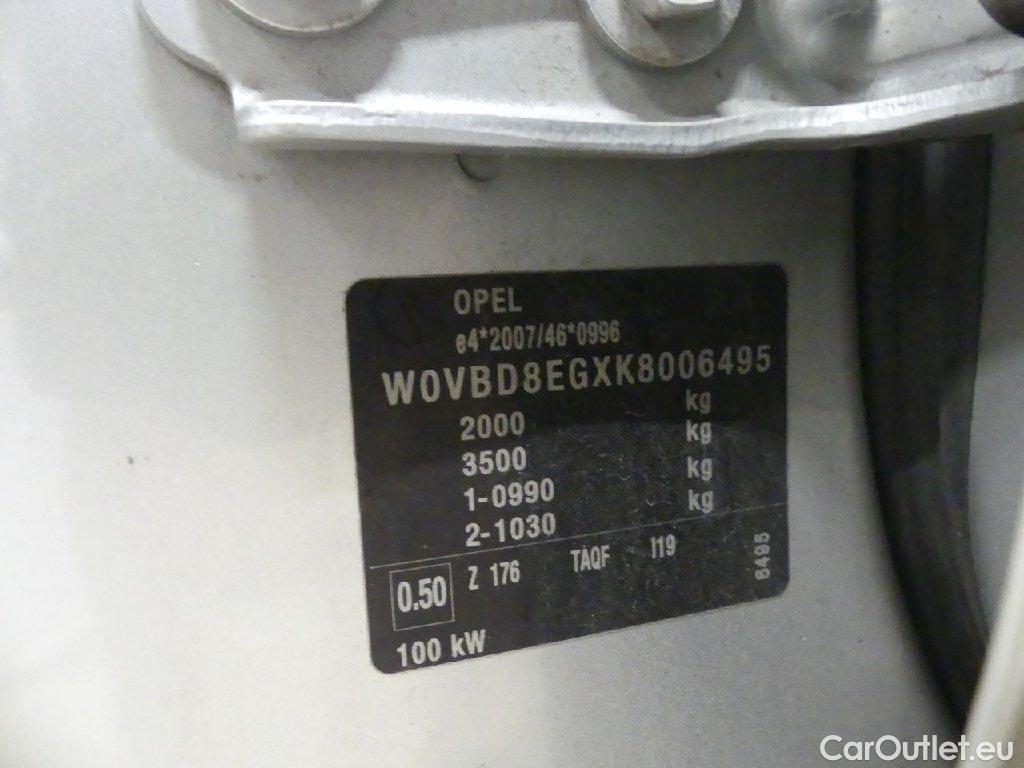 OPEL
e4*2007/46*0996
W0VBD8EGXK8006495
2000 kg
3500 kg
1-0990 kg
2-1030 kg
0.50 Z 176 TAQF I19 6495
100 kW
CarOutlet.eu